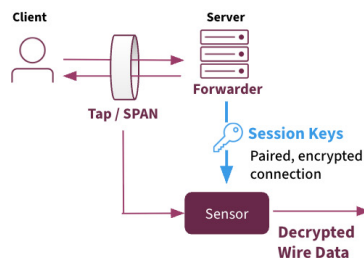 Client
Server
Forwarder
Tap / SPAN
Session Keys
Paired, encrypted
connection
Sensor
Decrypted
Wire Data